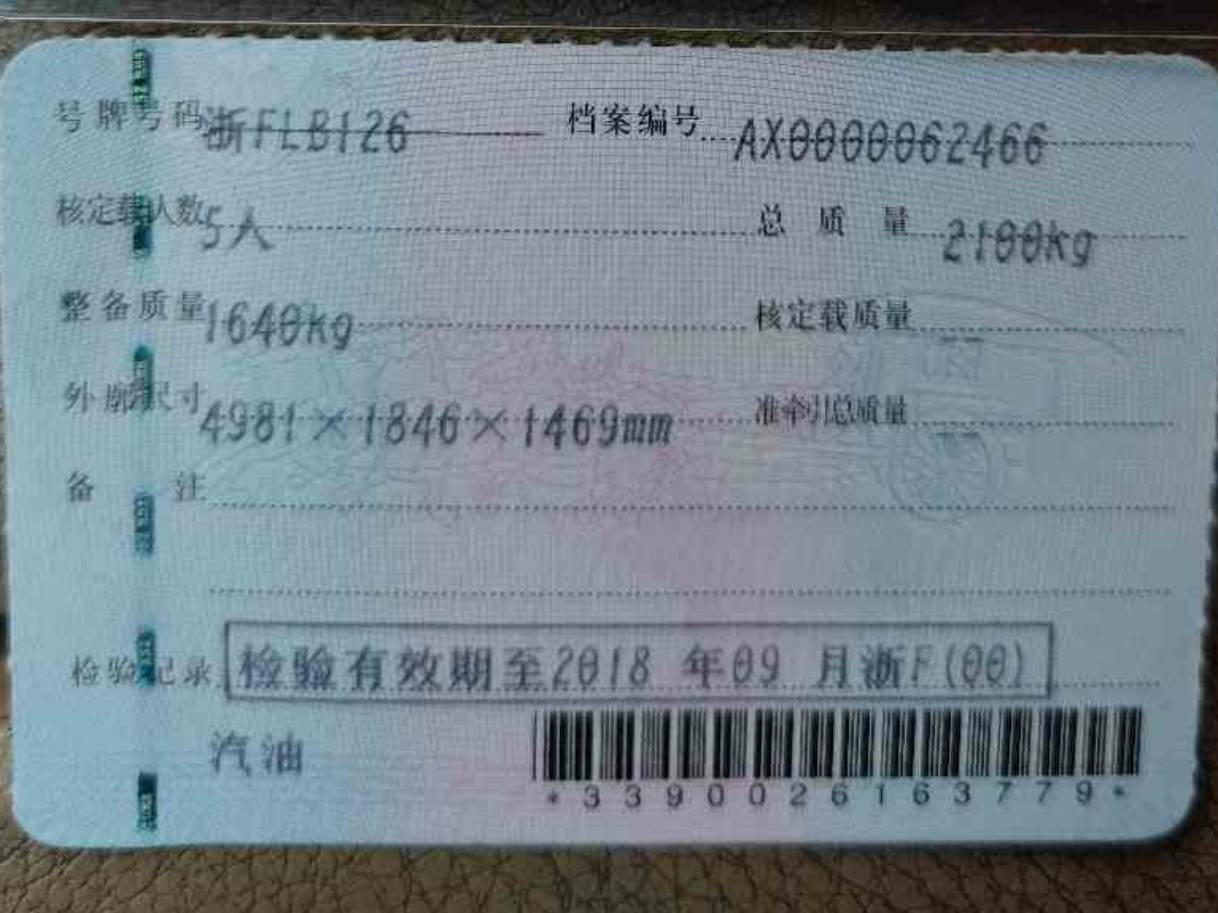 号牌号码 浙FLB126 档案编号 AX0000062466
核定载人数 5人 总质量 2100kg
整备质量 1640kg 核定载质量
外廓尺寸 4981×1846×1469mm 准牵引总质量
备注
检验记录 检验有效期至2018 年09 月浙F(00)
汽油
*3390026163779*